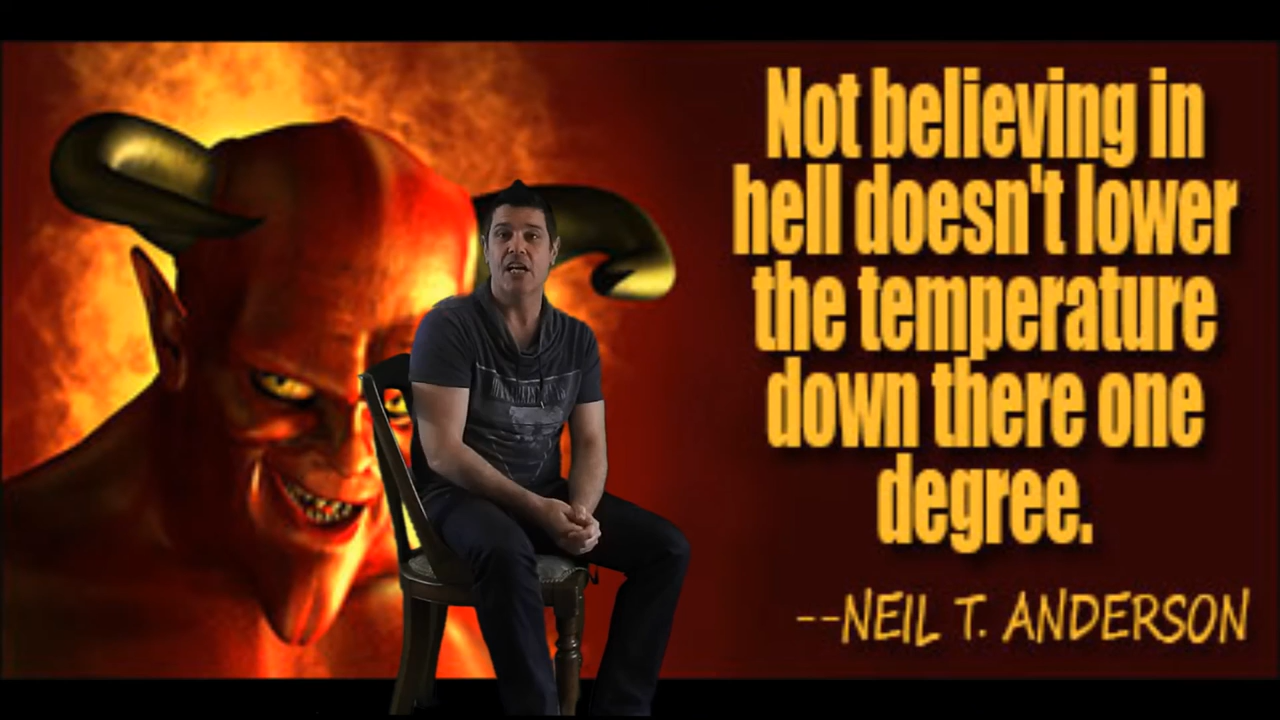 Not believing in
hell doesn't lower
the temperature
down there one
degree.
--NEIL T. ANDERSON